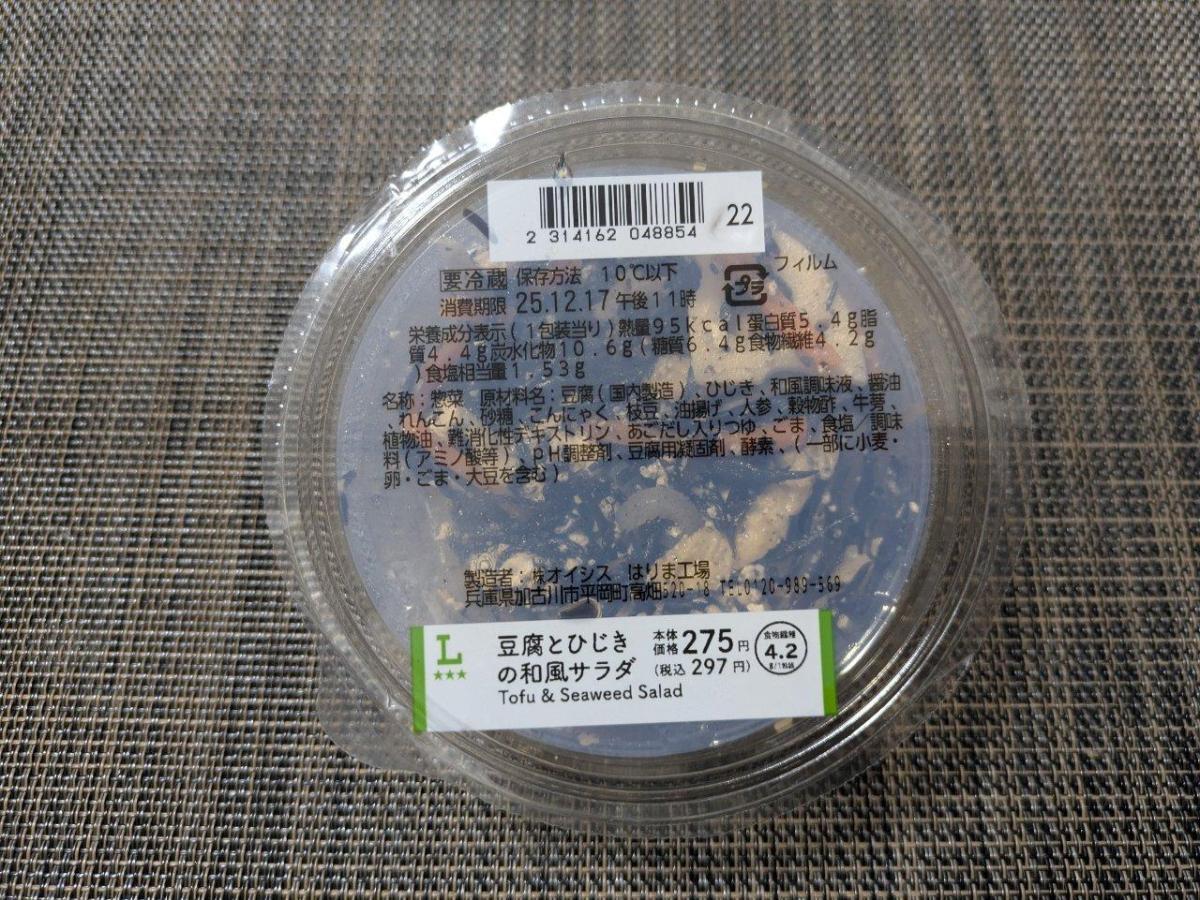 2 314162 048854
22
要冷蔵 保存方法 10℃以下
プラ フィルム
消費期限 25.12.17 午後11時
栄養成分表示(1包装当り)熱量95kcal蛋白質5.4g脂
質4.4g炭水化物10.6g(糖質6.4g食物繊維4.2g
)食塩相当量1.53g
名称:惣菜 原材料名:豆腐(国内製造)、ひじき、和風調味液、醤油
、れんこん、砂糖、こんにゃく、枝豆、油揚げ、人参、穀物酢、牛蒡、
植物油、難消化性デキストリン、あごだし入りつゆ、ごま、食塩/調味
料(アミノ酸等)、PH調整剤、豆腐用凝固剤、酵素、(一部に小麦・
卵・ごま・大豆を含む)
製造者:㈱オイシス はりま工場
兵庫県加古川市平岡町高畑520-18 TEL0120-989-569
L
豆腐とひじき
の和風サラダ
Tofu & Seaweed Salad
本体価格 275円
(税込 297円)
食物繊維
4.2
g/1包装